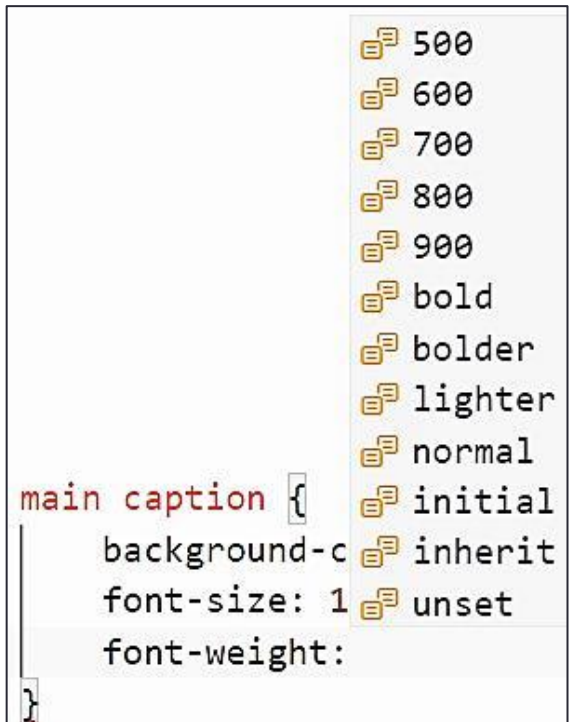 500
600
700
800
900
bold
bolder
lighter
normal
main caption {
initial
background-c
inherit
font-size: 1
unset
font-weight:
}